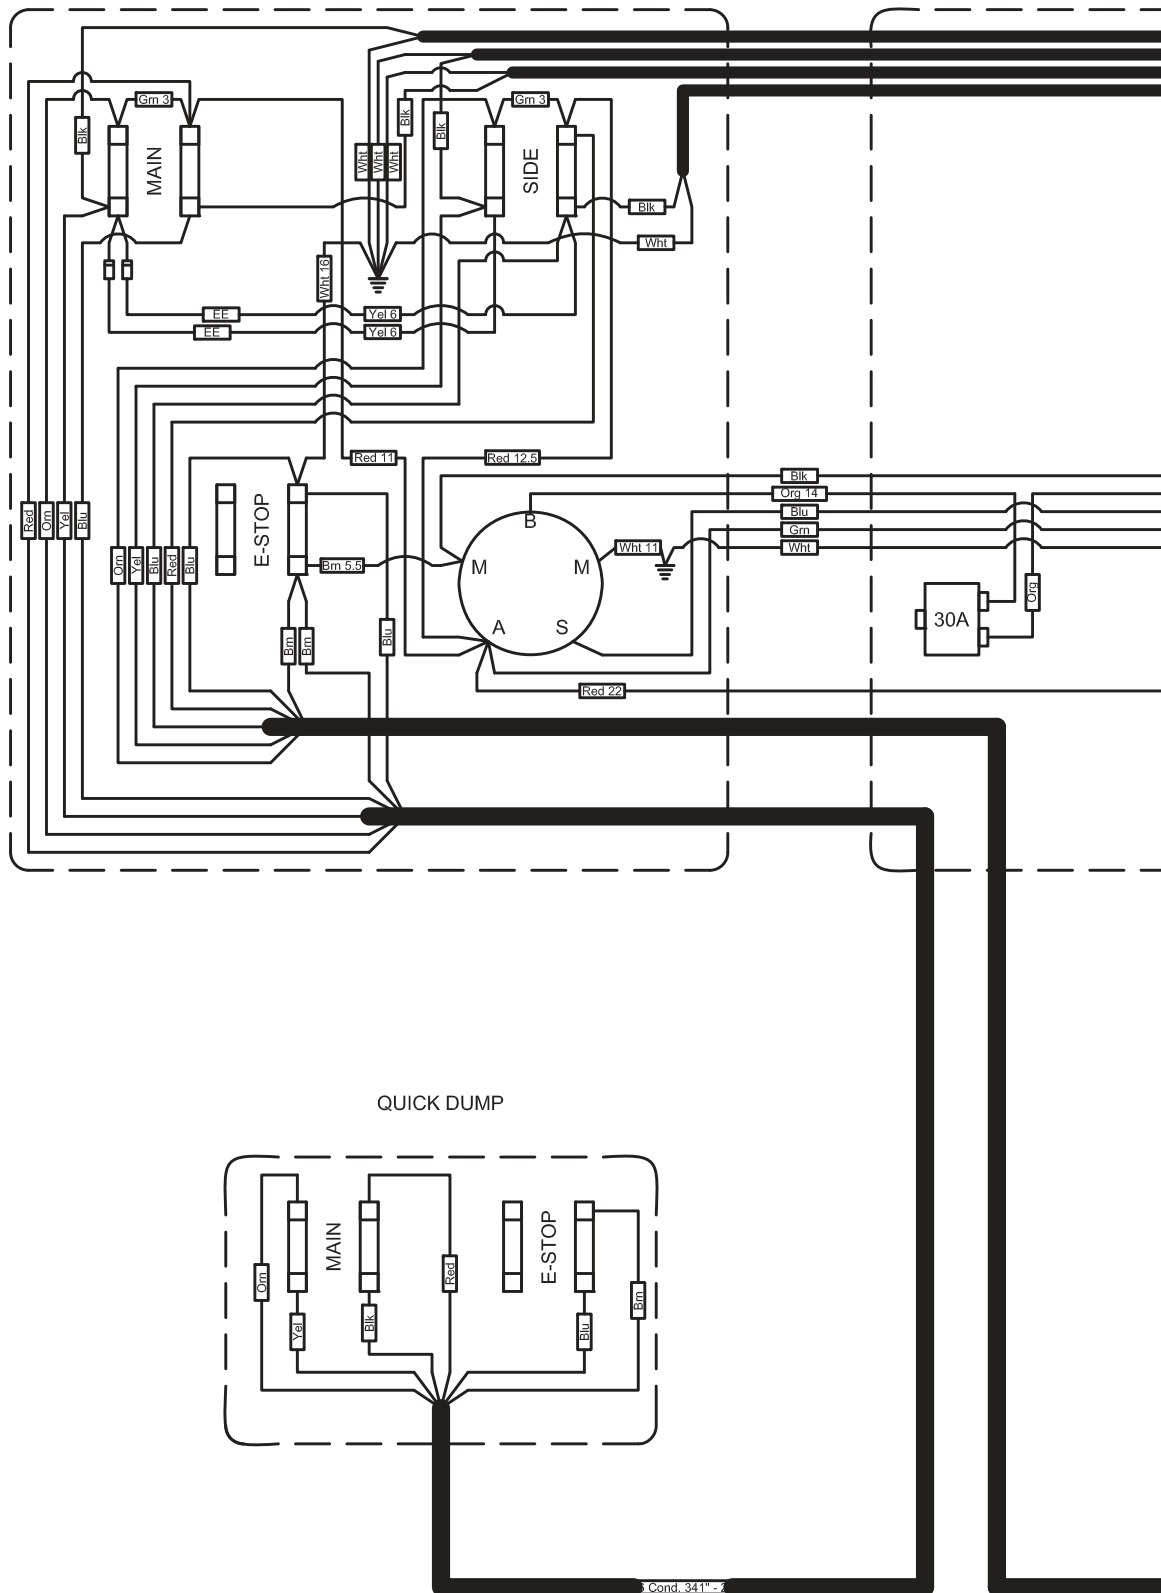 Grn 3
Grn 3
Blk
MAIN
Blk
Wht
Wht
Wht
Blk
SIDE
Blk
Wht
Wht 16
EE
Yel 6
EE
Yel 6
Red 11
Red 12.5
Blk
Org 14
Blu
Grn
Wht
Red
Orn
Yel
Blu
E-STOP
B
Orn
Yel
Blu
Red
Blu
Brn 5.5
M
M
Wht 11
Org
30A
Brn
Brn
Blu
A
S
Red 22
QUICK DUMP
MAIN
E-STOP
Orn
Yel
Blk
Red
Blu
Brn
Cond. 341" -